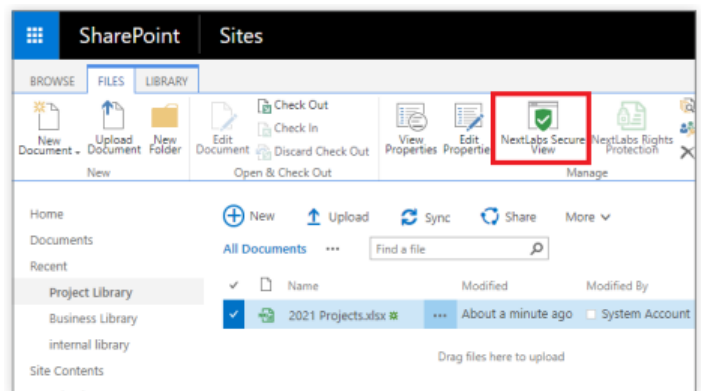 SharePoint Sites
BROWSE FILES LIBRARY
New Document
Upload Document
New Folder
New
Edit Document
Check Out
Check In
Discard Check Out
Open & Check Out
View Properties
Edit Propertie
NextLabs Secure View
NextLabs Rights Protection
Manage
Home
Documents
Recent
Project Library
Business Library
internal library
Site Contents
New Upload Sync Share More
All Documents ... Find a file
Name Modified Modified By
2021 Projects.xlsx ... About a minute ago System Account
Drag files here to upload